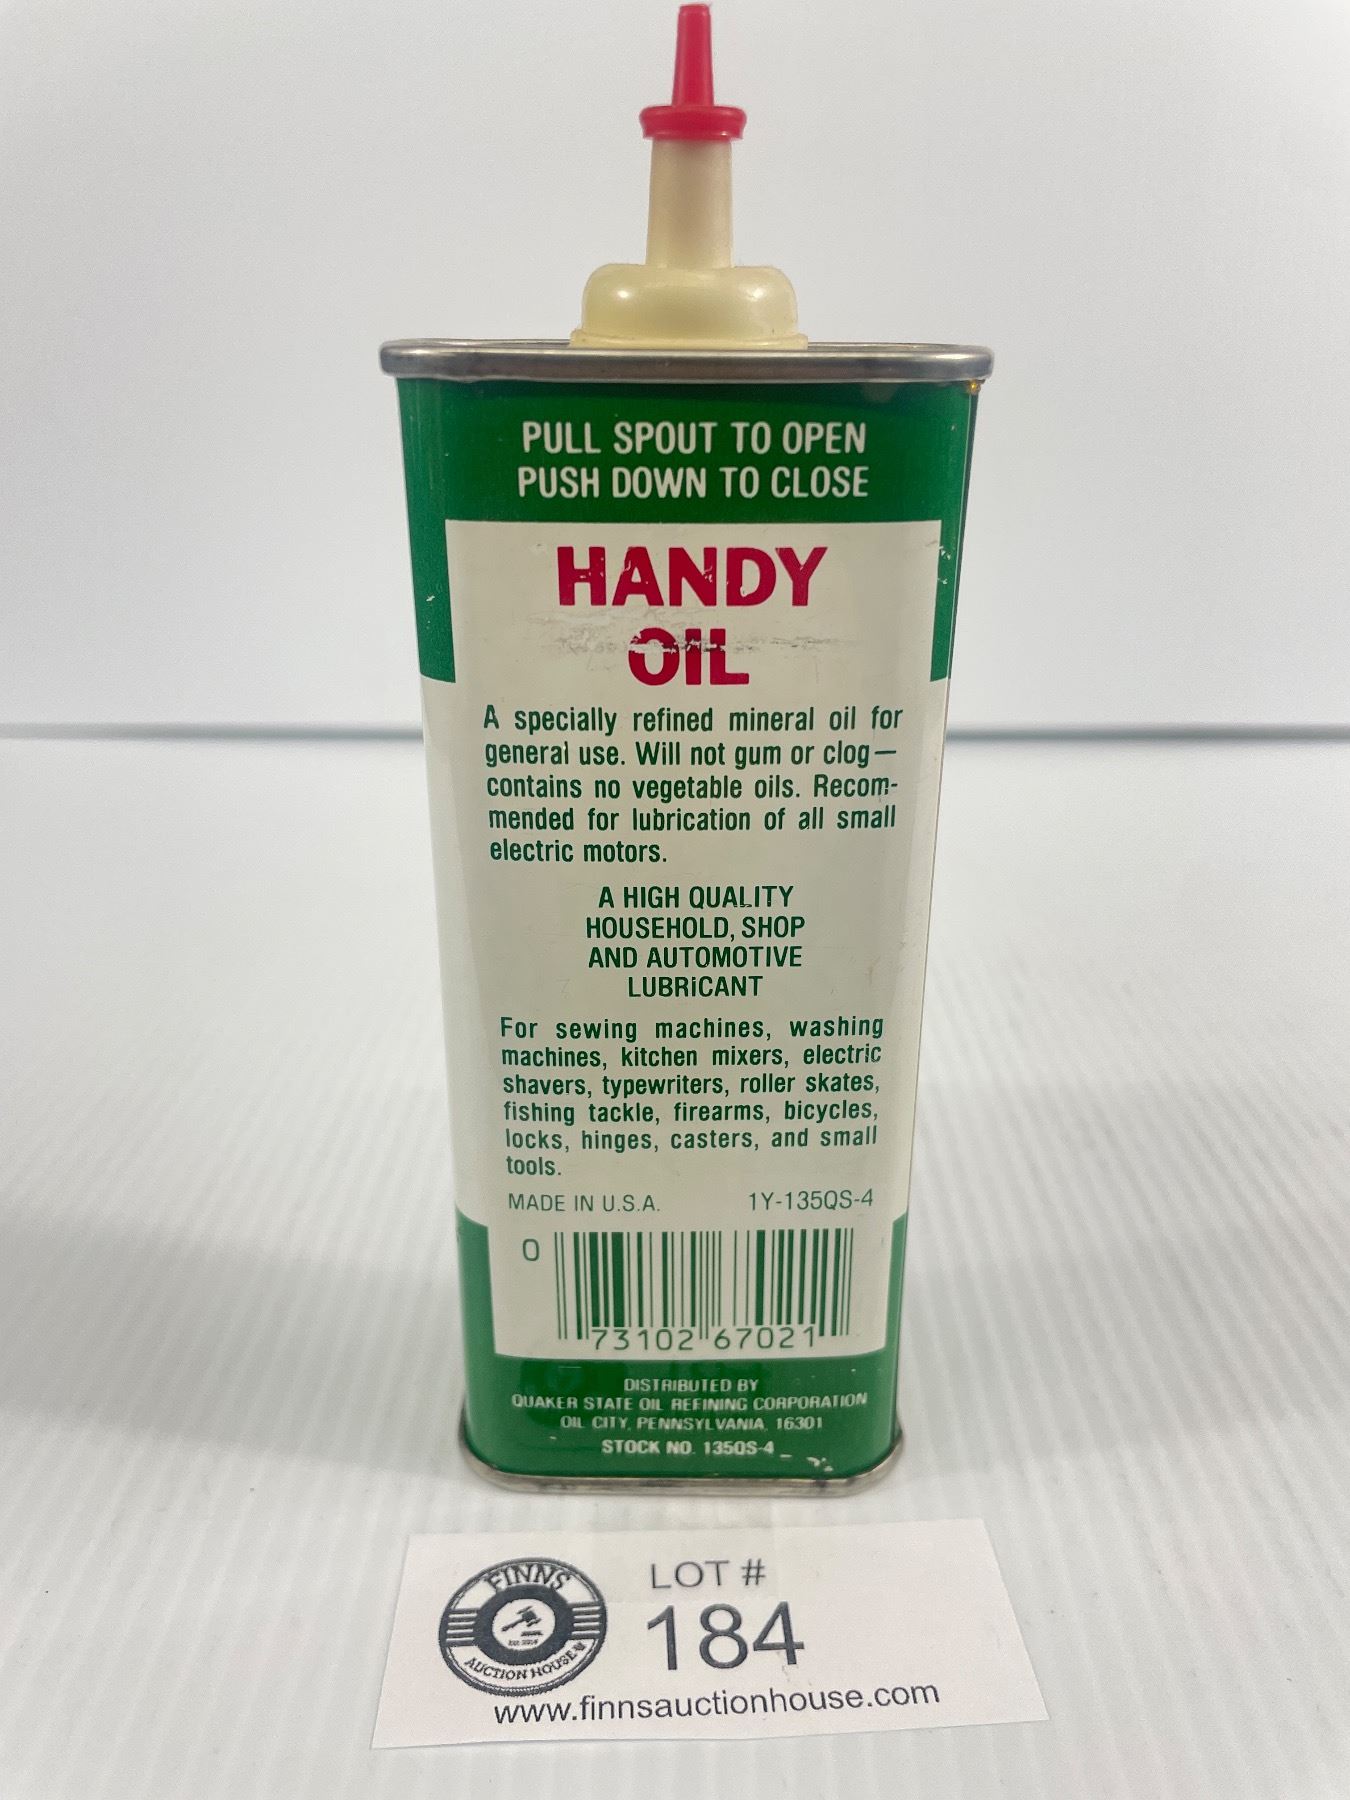 PULL SPOUT TO OPEN
PUSH DOWN TO CLOSE
HANDY
OIL
A specially refined mineral oil for
general use. Will not gum or clog—
contains no vegetable oils. Recom-
mended for lubrication of all small
electric motors.
A HIGH QUALITY
HOUSEHOLD, SHOP
AND AUTOMOTIVE
LUBRiCANT
For sewing machines, washing
machines, kitchen mixers, electric
shavers, typewriters, roller skates,
fishing tackle, firearms, bicycles,
locks, hinges, casters, and small
tools.
MADE IN U.S.A. 1Y-135QS-4
0 73102 67021
DISTRIBUTED BY
QUAKER STATE OIL REFINING CORPORATION
OIL CITY, PENNSYLVANIA, 16301
STOCK NO. 135QS-4
FINNS
AUCTION HOUSE
LOT #
184
www.finnsauctionhouse.com